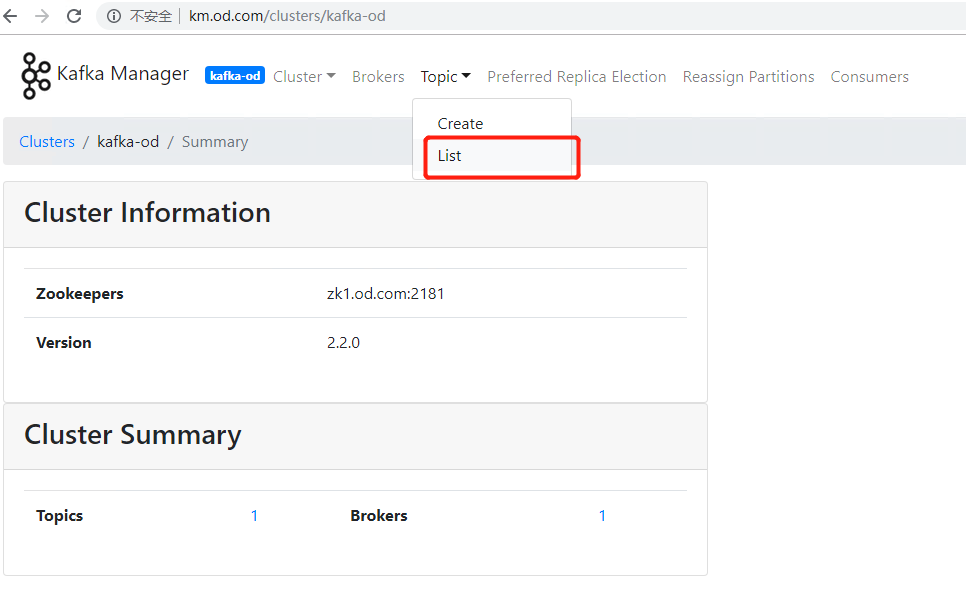 不安全 km.od.com/clusters/kafka-od
Kafka Manager kafka-od Cluster Brokers Topic Preferred Replica Election Reassign Partitions Consumers
Create
List
Clusters / kafka-od / Summary
Cluster Information
Zookeepers zk1.od.com:2181
Version 2.2.0
Cluster Summary
Topics 1 Brokers 1